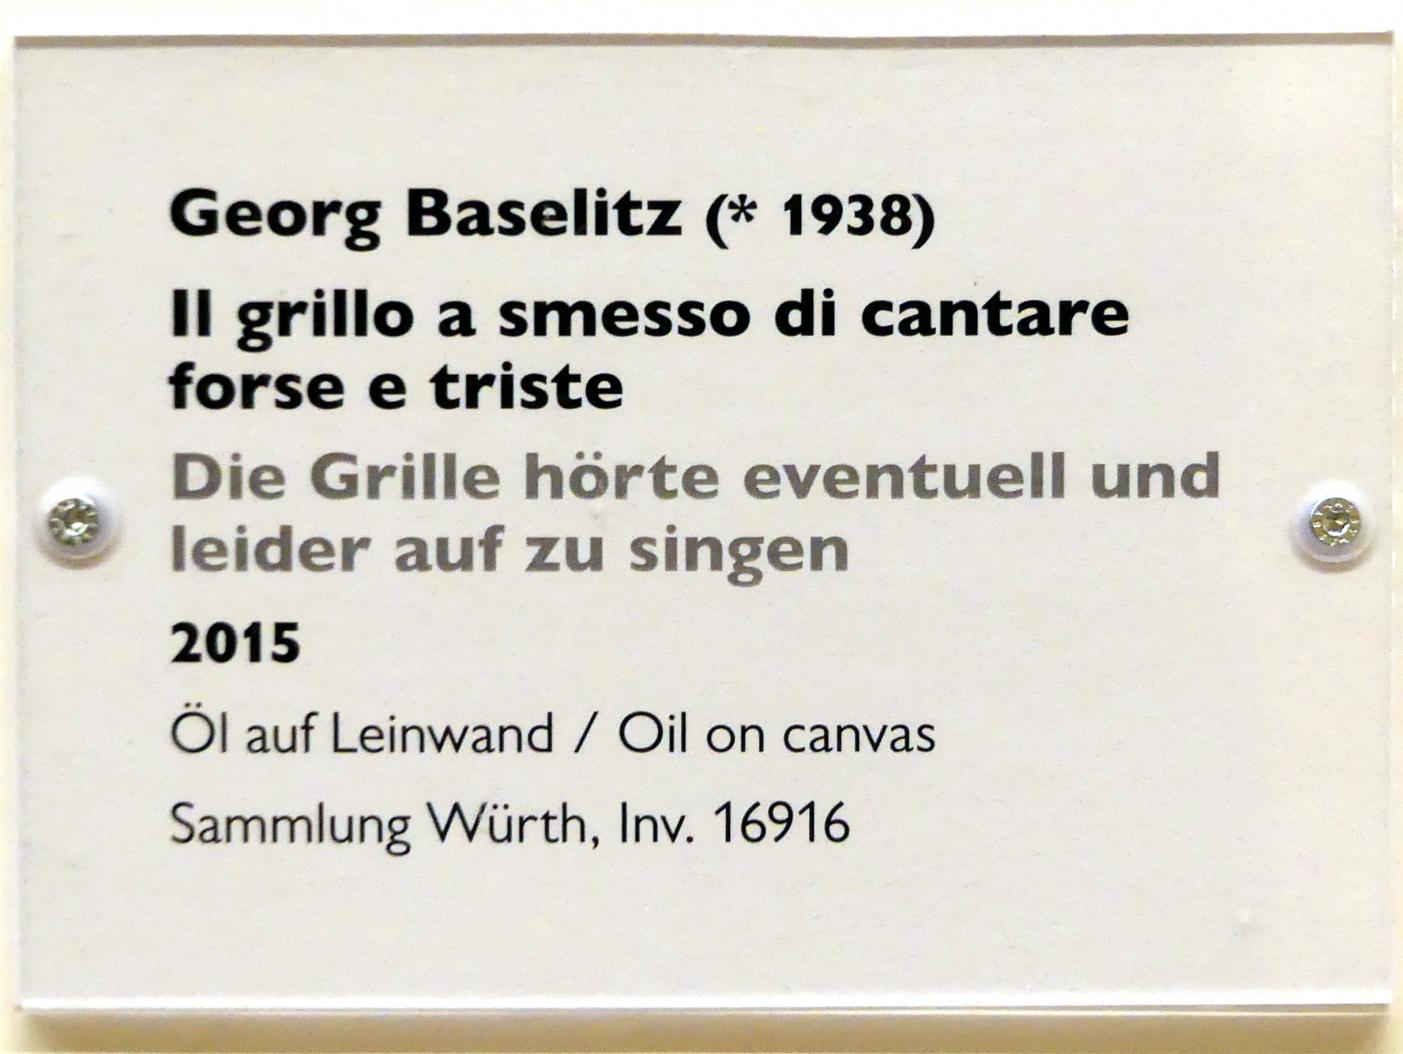 Georg Baselitz (* 1938)
Il grillo a smesso di cantare
forse e triste
Die Grille hörte eventuell und
leider auf zu singen
2015
Öl auf Leinwand / Oil on canvas
Sammlung Würth, Inv. 16916